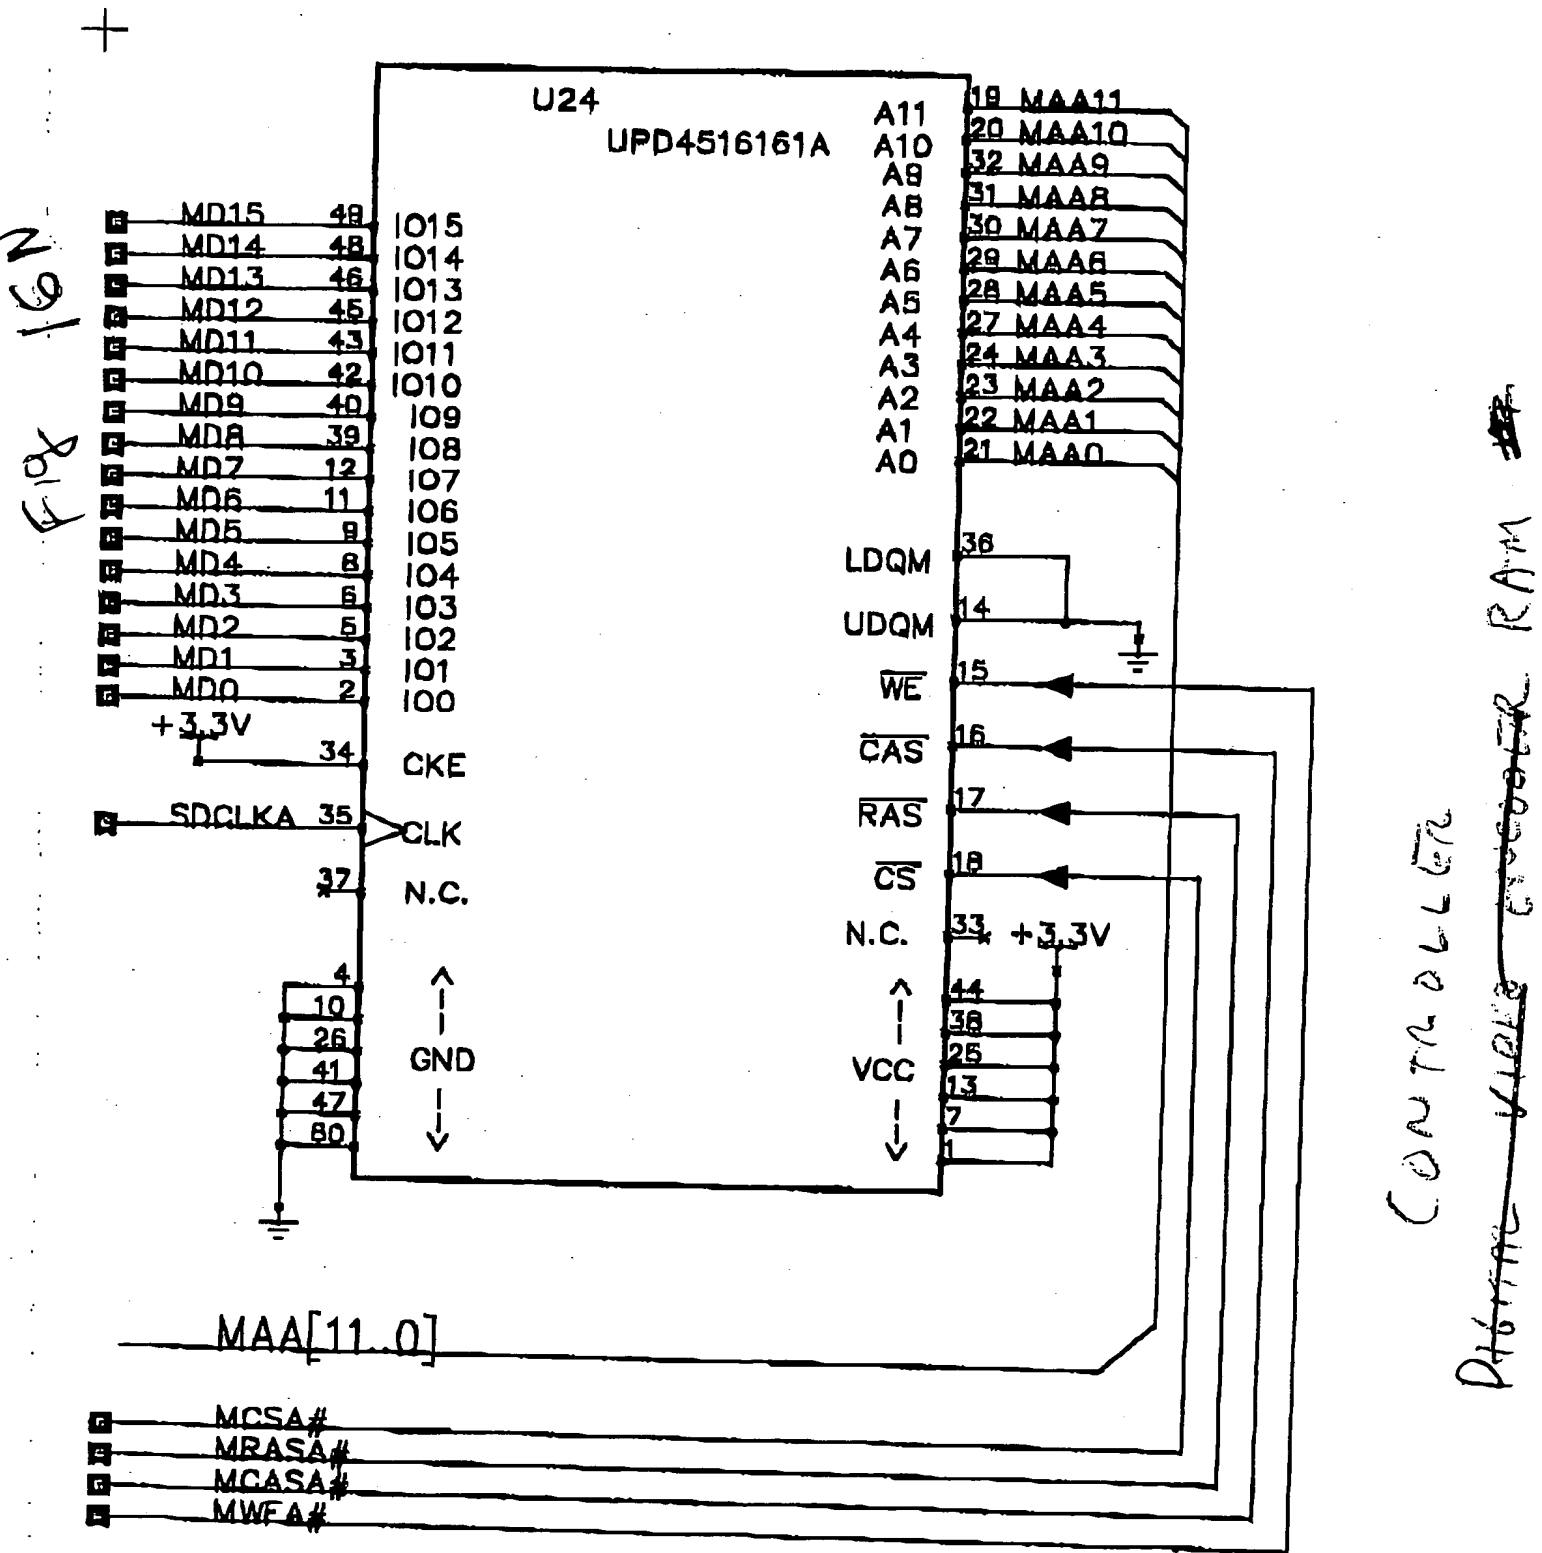 U24
UPD4516161A
MD15 49 IO15
MD14 48 IO14
MD13 46 IO13
MD12 45 IO12
MD11 43 IO11
MD10 42 IO10
MD9 40 IO9
MD8 39 IO8
MD7 12 IO7
MD6 11 IO6
MD5 9 IO5
MD4 8 IO4
MD3 6 IO3
MD2 5 IO2
MD1 3 IO1
MD0 2 IO0
+3.3V
34 CKE
SDCLKA 35 CLK
37 N.C.
4
10
26
41
47
80
GND
A11 19 MAA11
A10 20 MAA10
A9 32 MAA9
A8 31 MAA8
A7 30 MAA7
A6 29 MAA6
A5 28 MAA5
A4 27 MAA4
A3 24 MAA3
A2 23 MAA2
A1 22 MAA1
A0 21 MAA0
LDQM 36
UDQM 14
WE 15
CAS 16
RAS 17
CS 18
N.C. 33 +3.3V
44
38
25
13
7
1
VCC
MAA[11..0]
MCSA#
MRASA#
MCASA#
MWEA#
Fig 16N
CONTROLLER
VIDEO RAM